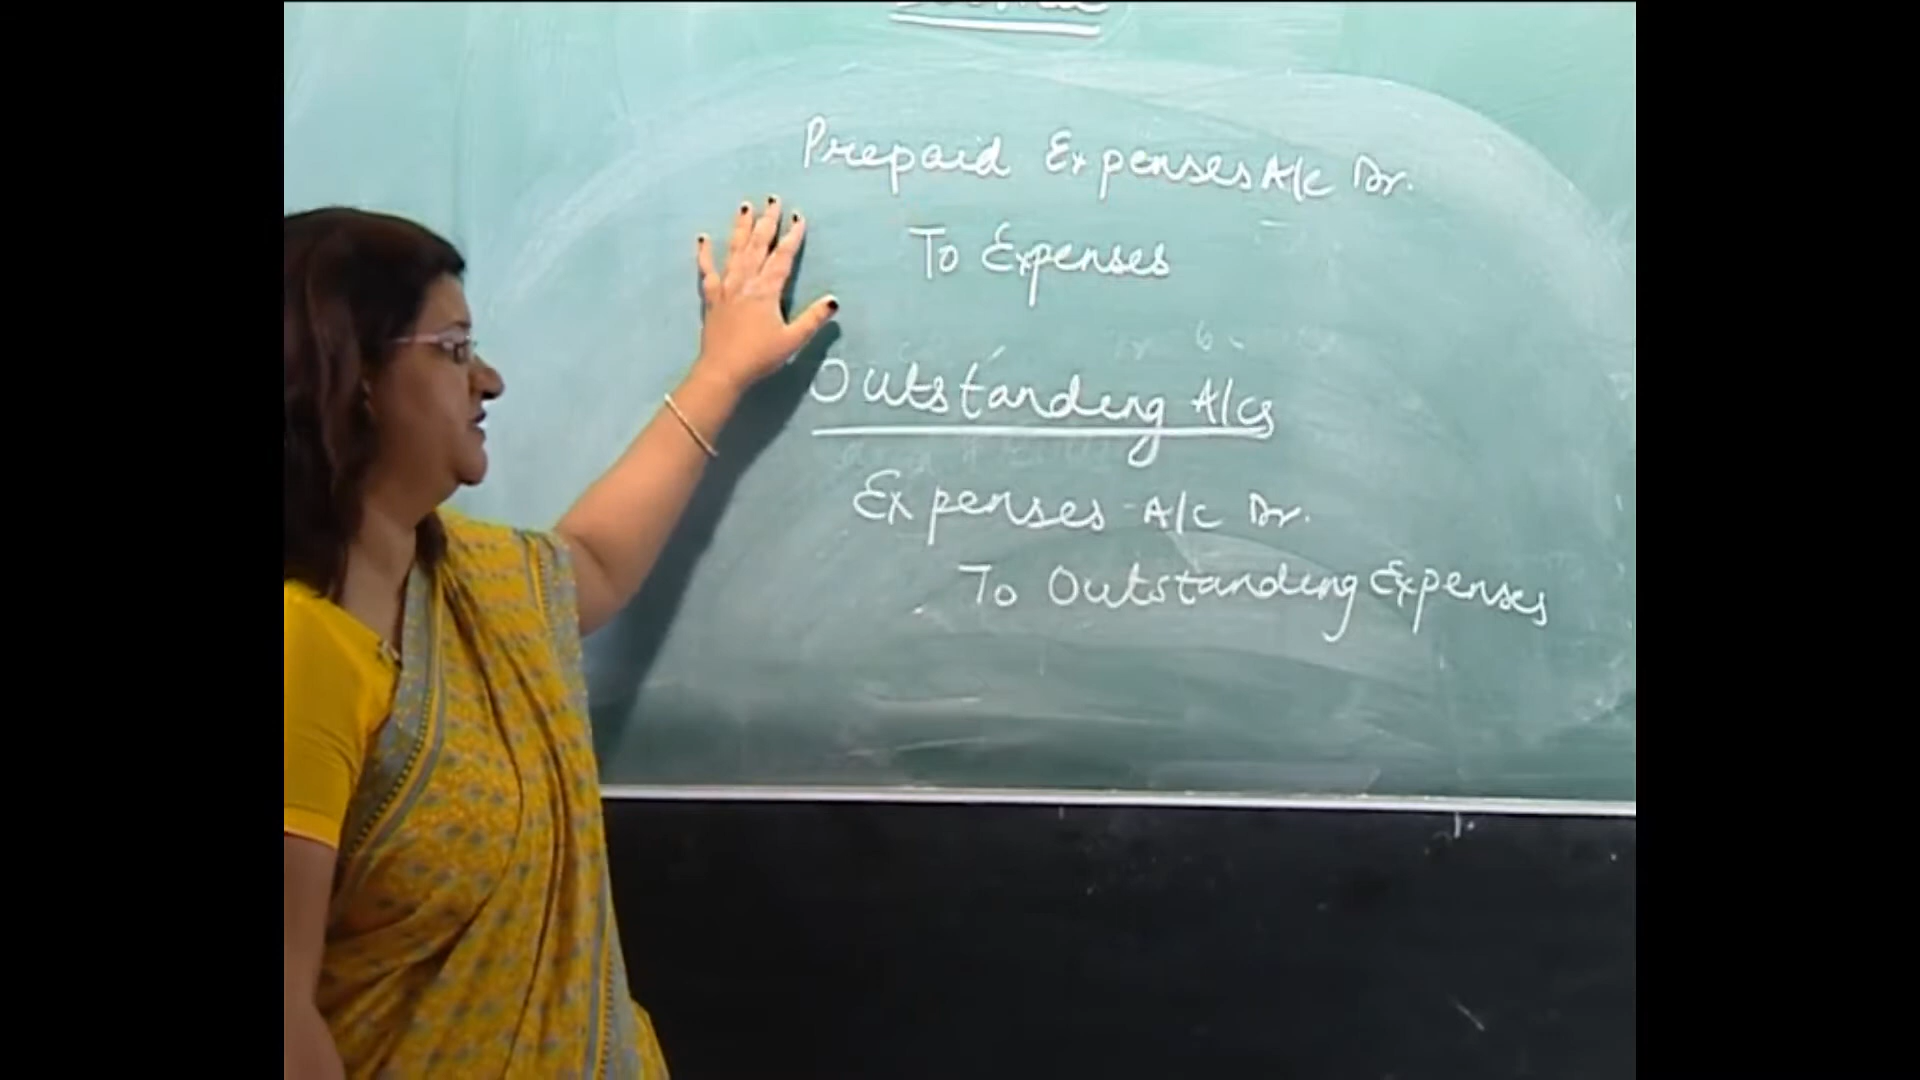 Prepaid Expenses A/c Dr.
To Expenses
Outstanding A/cs
Expenses A/c Dr.
To Outstanding Expenses